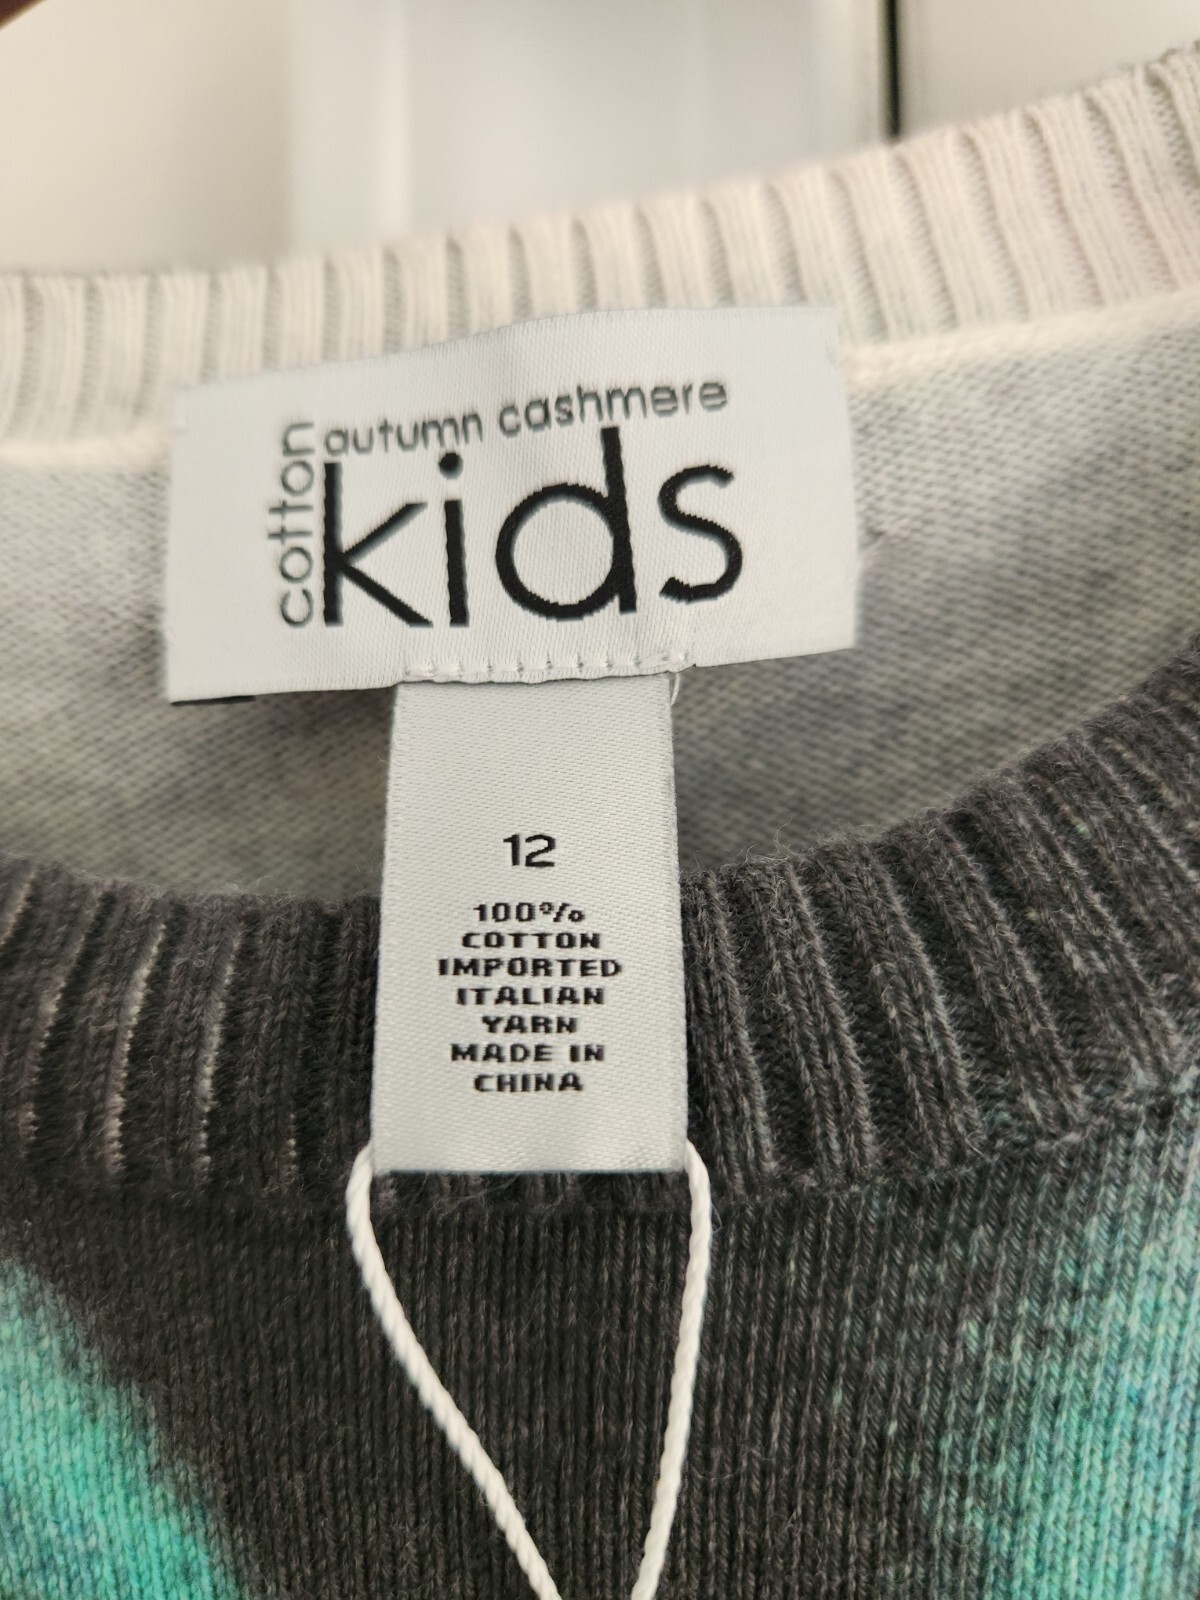 cotton
autumn cashmere
kids
12
100%
COTTON
IMPORTED
ITALIAN
YARN
MADE IN
CHINA